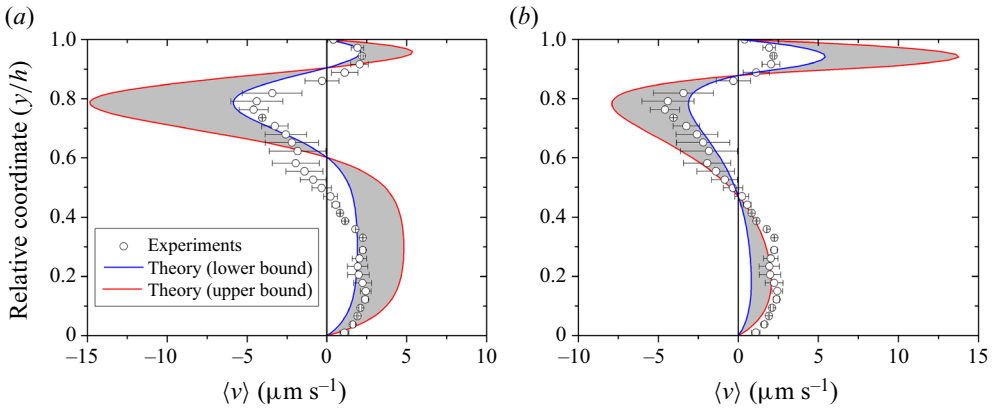 (a)
(b)
1.0
0.8
0.6
0.4
0.2
0
Relative coordinate (y/h)
Experiments
Theory (lower bound)
Theory (upper bound)
–15 –10 –5 0 5 10
⟨v⟩ (μm s–1)
1.0
0.8
0.6
0.4
0.2
0
–10 –5 0 5 10 15
⟨v⟩ (μm s–1)